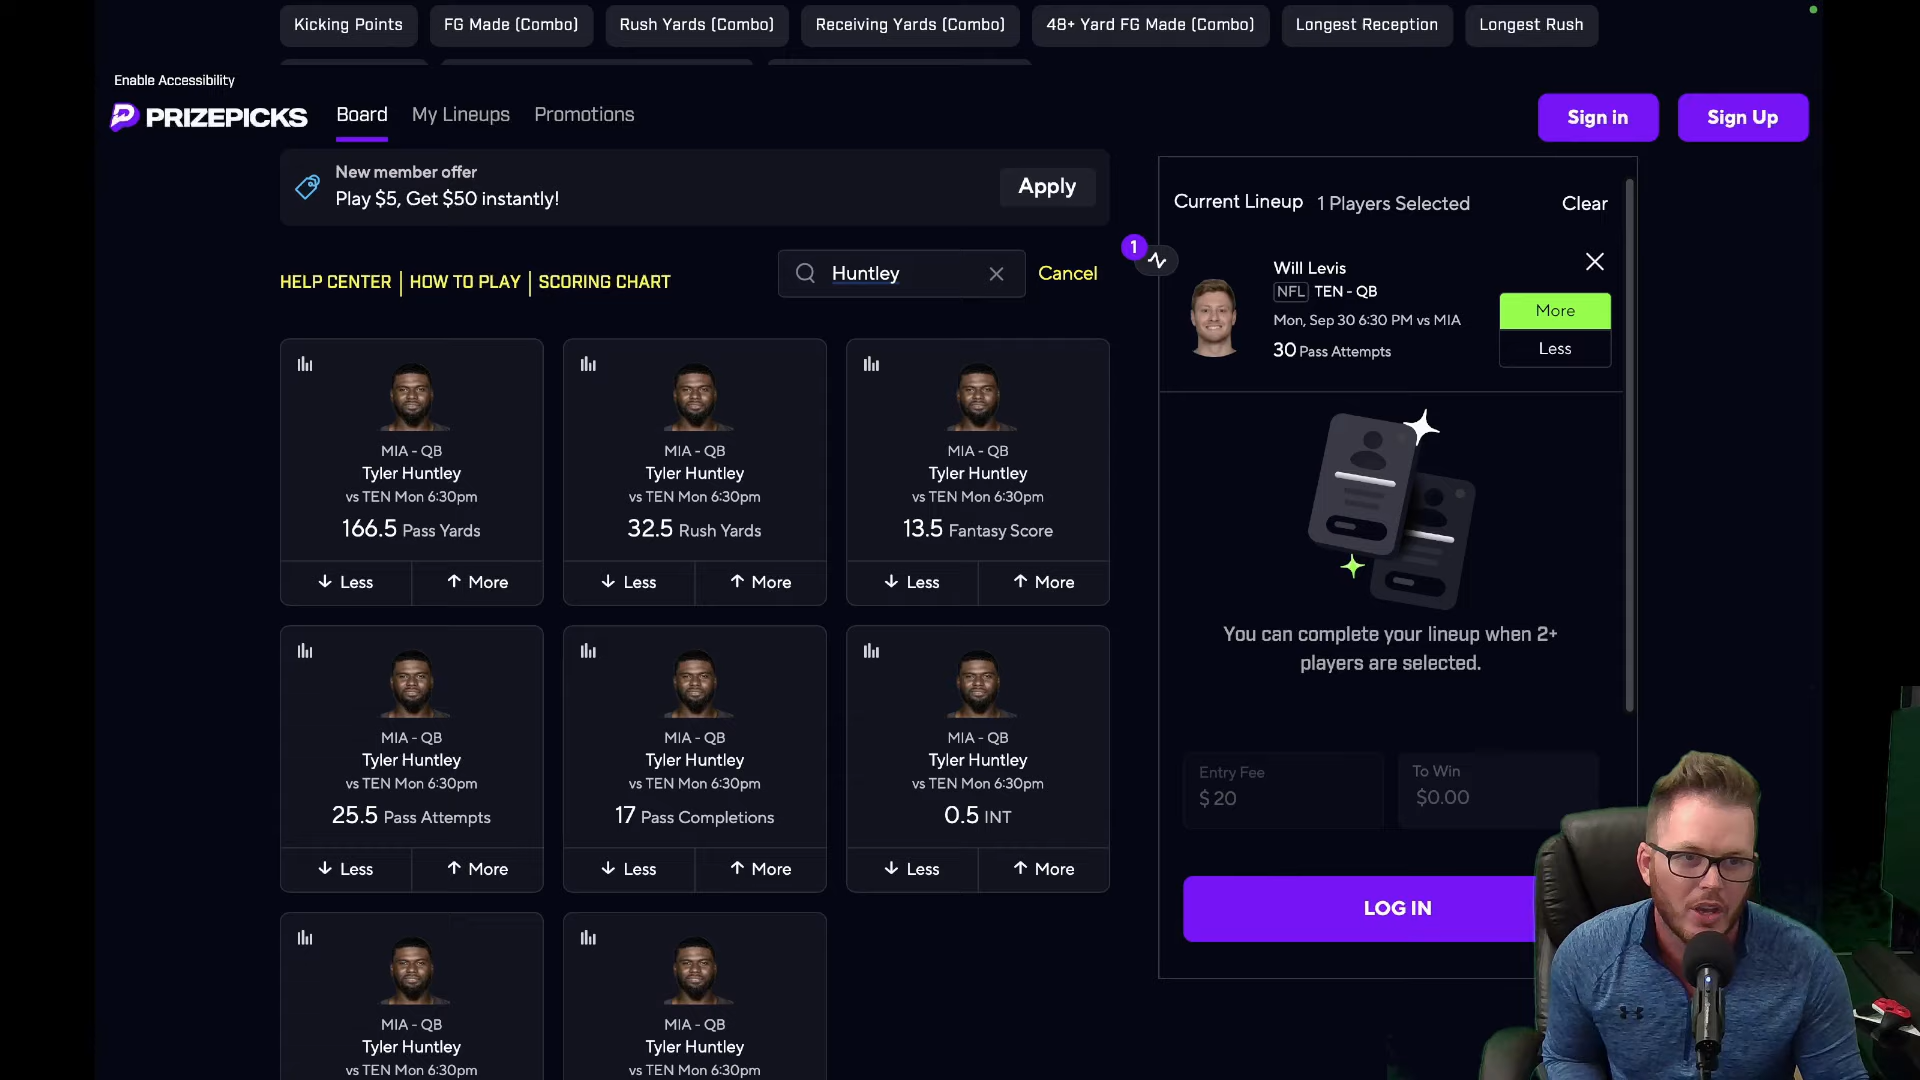 Kicking Points
FG Made (Combo)
Rush Yards (Combo)
Receiving Yards (Combo)
48+ Yard FG Made (Combo)
Longest Reception
Longest Rush
Enable Accessibility
PRIZEPICKS
Board
My Lineups
Promotions
Sign in
Sign Up
New member offer
Play $5, Get $50 instantly!
Apply
HELP CENTER
HOW TO PLAY
SCORING CHART
Huntley
Cancel
MIA - QB
Tyler Huntley
vs TEN Mon 6:30pm
166.5 Pass Yards
Less
More
MIA - QB
Tyler Huntley
vs TEN Mon 6:30pm
32.5 Rush Yards
Less
More
MIA - QB
Tyler Huntley
vs TEN Mon 6:30pm
13.5 Fantasy Score
Less
More
MIA - QB
Tyler Huntley
vs TEN Mon 6:30pm
25.5 Pass Attempts
Less
More
MIA - QB
Tyler Huntley
vs TEN Mon 6:30pm
17 Pass Completions
Less
More
MIA - QB
Tyler Huntley
vs TEN Mon 6:30pm
0.5 INT
Less
More
MIA - QB
Tyler Huntley
vs TEN Mon 6:30pm
MIA - QB
Tyler Huntley
vs TEN Mon 6:30pm
1
Current Lineup
1 Players Selected
Clear
Will Levis
NFL TEN - QB
Mon, Sep 30 6:30 PM vs MIA
30 Pass Attempts
More
Less
You can complete your lineup when 2+
players are selected.
Entry Fee
$ 20
To Win
$0.00
LOG IN